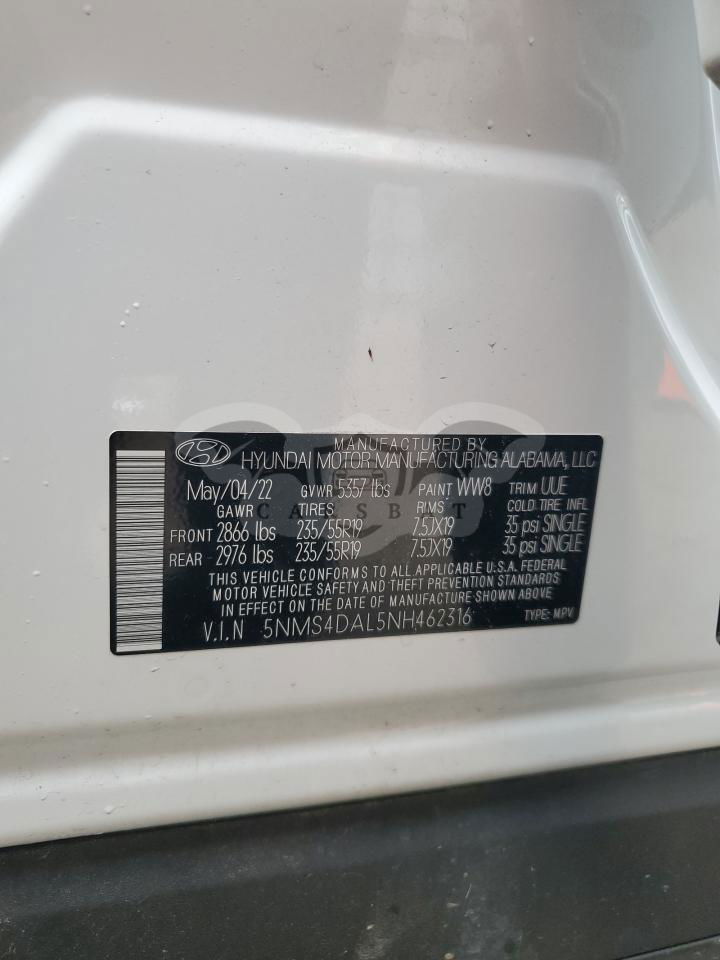 MANUFACTURED BY
HYUNDAI MOTOR MANUFACTURING ALABAMA, LLC
May/04/22 GVWR 5357 lbs PAINT WW8 TRIM UUE
GAWR TIRES RIMS COLD TIRE INFL
FRONT 2866 lbs 235/55R19 7.5JX19 35 psi SINGLE
REAR 2976 lbs 235/55R19 7.5JX19 35 psi SINGLE
THIS VEHICLE CONFORMS TO ALL APPLICABLE U.S.A. FEDERAL
MOTOR VEHICLE SAFETY AND THEFT PREVENTION STANDARDS
IN EFFECT ON THE DATE OF MANUFACTURE SHOWN ABOVE.
V.I.N 5NMS4DAL5NH462316 TYPE: MPV